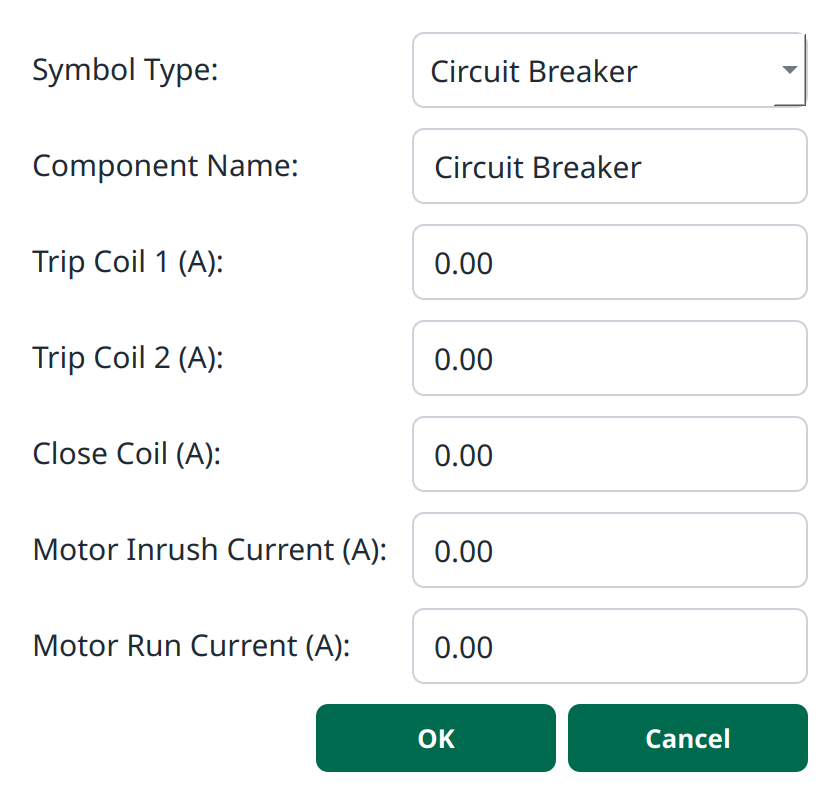 Symbol Type: Circuit Breaker
Component Name: Circuit Breaker
Trip Coil 1 (A): 0.00
Trip Coil 2 (A): 0.00
Close Coil (A): 0.00
Motor Inrush Current (A): 0.00
Motor Run Current (A): 0.00
OK Cancel